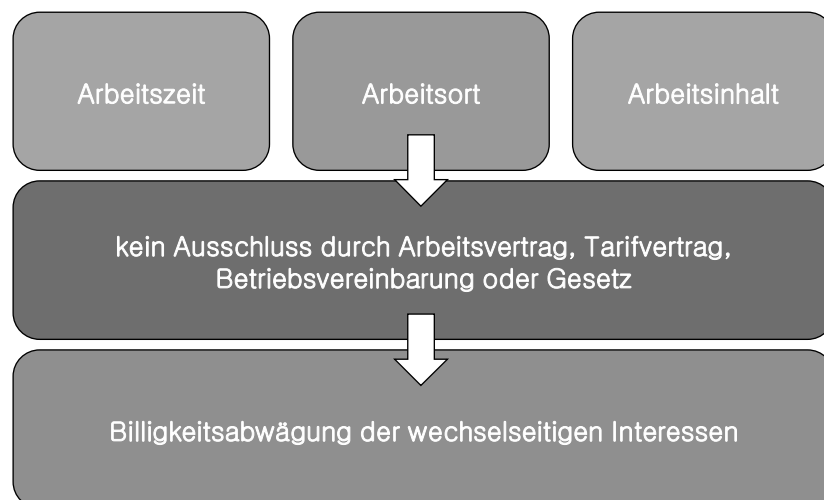 Arbeitszeit
Arbeitsort
Arbeitsinhalt
kein Ausschluss durch Arbeitsvertrag, Tarifvertrag,
Betriebsvereinbarung oder Gesetz
Billigkeitsabwägung der wechselseitigen Interessen